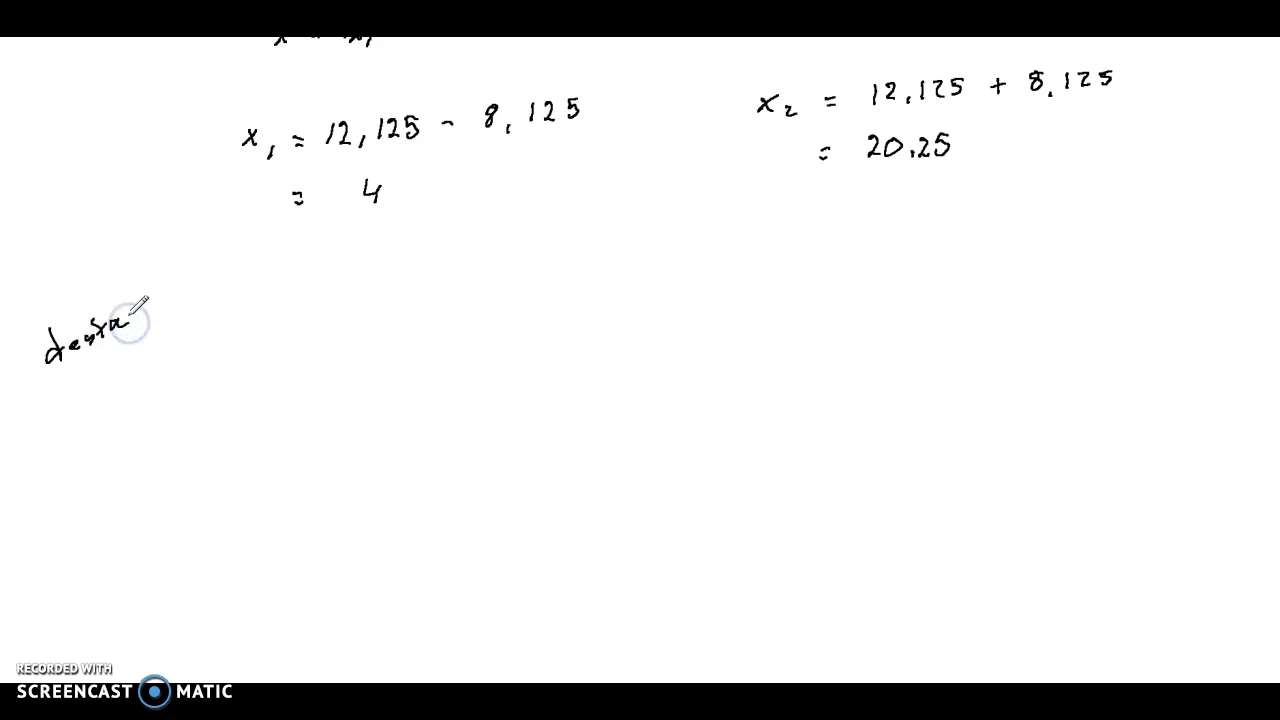 x₁ = 12,125 - 8,125
= 4
x₂ = 12,125 + 8,125
= 20.25
RECORDED WITH
SCREENCAST MATIC